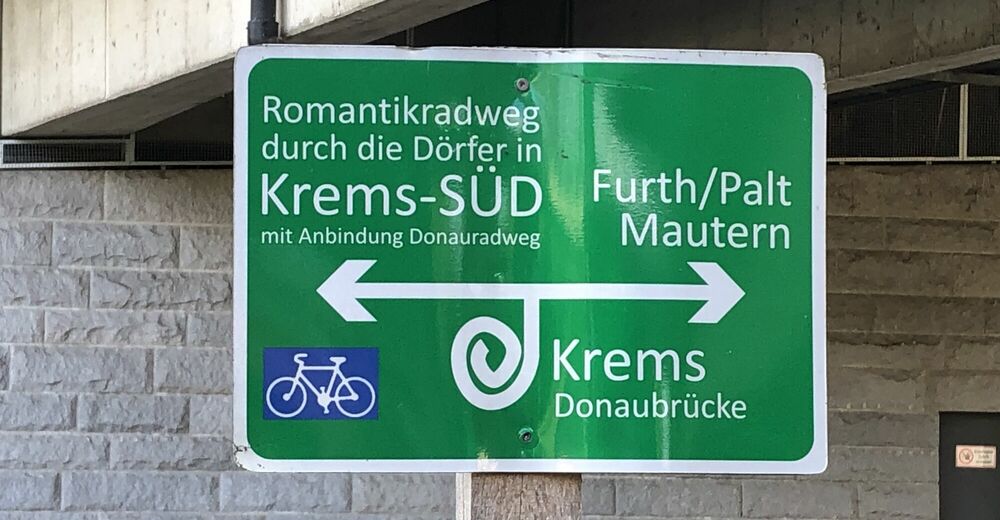 Romantikradweg
durch die Dörfer in
Krems-SÜD
mit Anbindung Donauradweg
Furth/Palt
Mautern
Krems
Donaubrücke